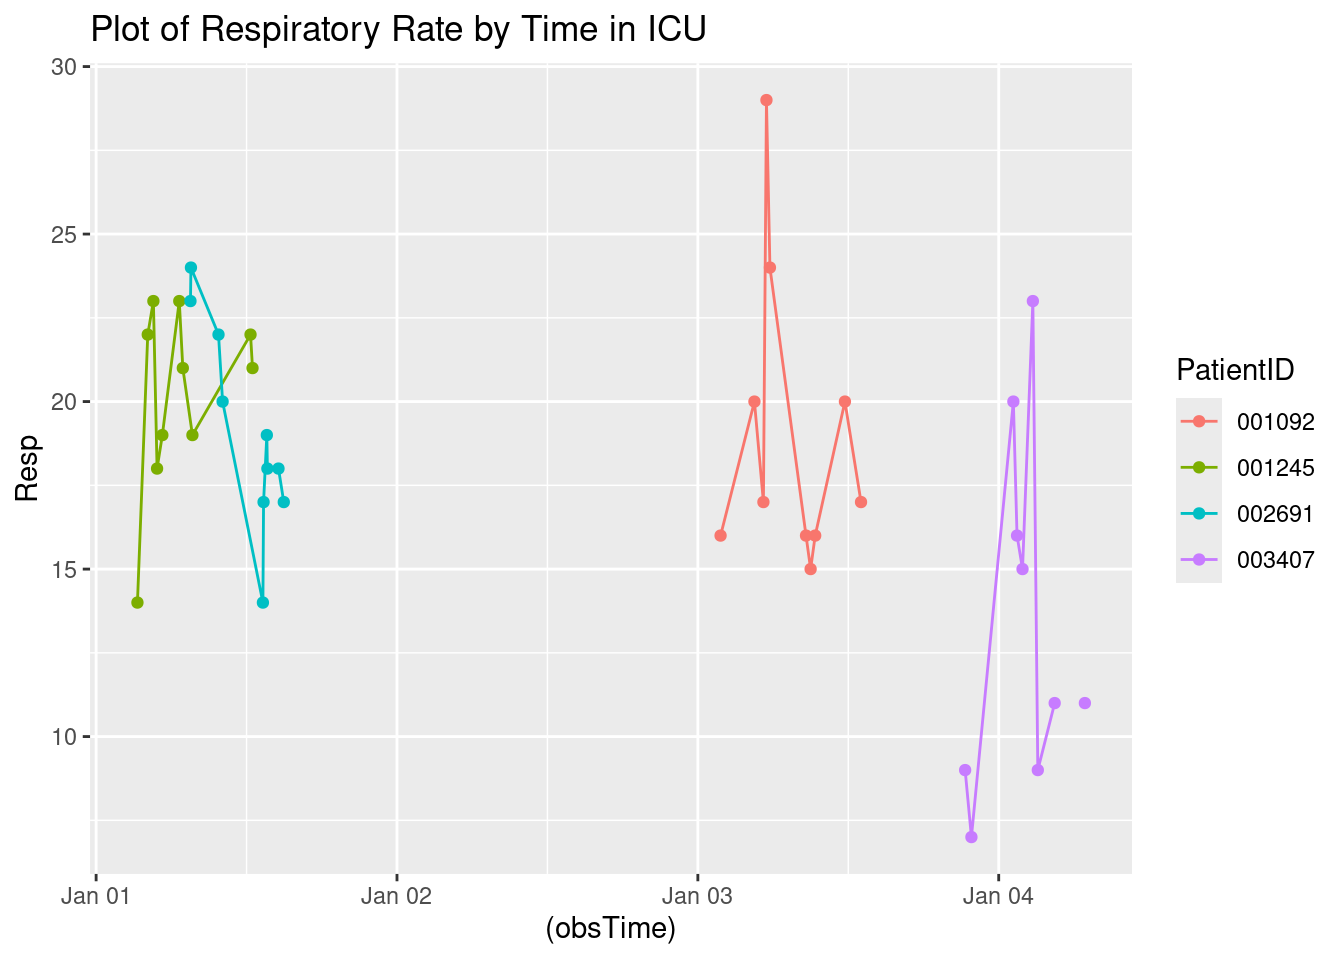 Plot of Respiratory Rate by Time in ICU
30
25
20
15
10
Resp
Jan 01
Jan 02
Jan 03
Jan 04
(obsTime)
PatientID
001092
001245
002691
003407